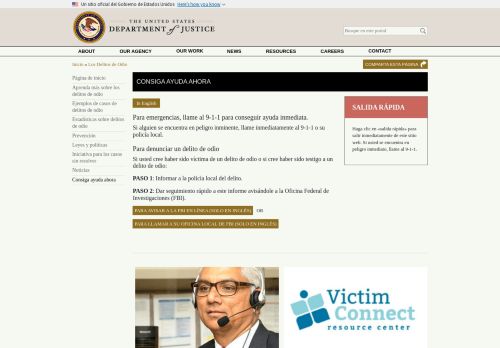 Un sitio oficial del Gobierno de Estados Unidos Here's how you know
THE UNITED STATES
DEPARTMENT of JUSTICE
Busque en este portal
ABOUT OUR AGENCY OUR WORK NEWS RESOURCES CAREERS CONTACT
Inicio » Los Delitos de Odio
COMPARTA ESTA PÁGINA
Página de inicio
Aprenda más sobre los
delitos de odio
Ejemplos de casos de
delitos de odio
Estadísticas sobre delitos
de odio
Prevención
Leyes y políticas
Iniciativa para los casos
sin resolver
Noticias
Consiga ayuda ahora
CONSIGA AYUDA AHORA
In English
Para emergencias, llame al 9-1-1 para conseguir ayuda inmediata.
Si alguien se encuentra en peligro inminente, llame inmediatamente al 9-1-1 o su
policía local.
Para denunciar un delito de odio
Si usted cree haber sido víctima de un delito de odio o si cree haber sido testigo a un
delito de odio:
PASO 1: Informar a la policía local del delito.
PASO 2: Dar seguimiento rápido a este informe avisándole a la Oficina Federal de
Investigaciones (FBI).
PARA AVISAR A LA FBI EN LÍNEA (SOLO EN INGLÉS) OR
PARA LLAMAR A SU OFICINA LOCAL DE FBI (SOLO EN INGLÉS)
SALIDA RÁPIDA
Haga clic en «salida rápida» para
salir inmediatamente de este sitio
web. Si usted se encuentra en
peligro inmediato, llame al 9-1-1.
Victim
Connect
resource center